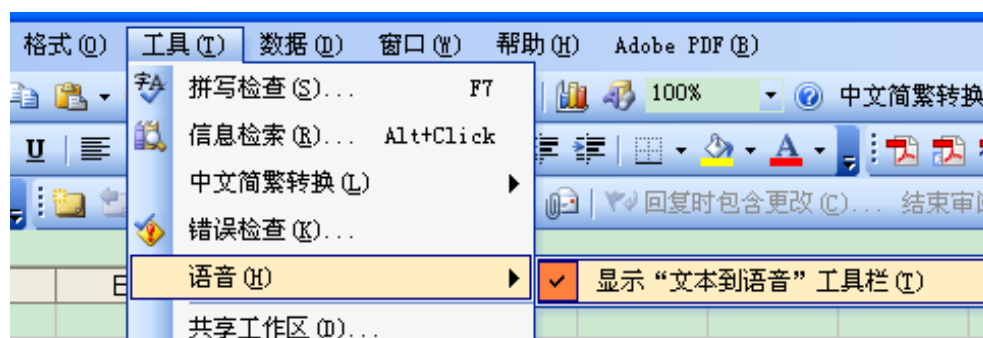 格式(O) 工具(T) 数据(D) 窗口(W) 帮助(H) Adobe PDF(B)
拼写检查(S)... F7
100% 中文简繁转换
信息检索(R)... Alt+Click
U A
中文简繁转换(L)
回复时包含更改(C)... 结束审
错误检查(K)...
语音(H)
显示“文本到语音”工具栏(T)
共享工作区(D)...